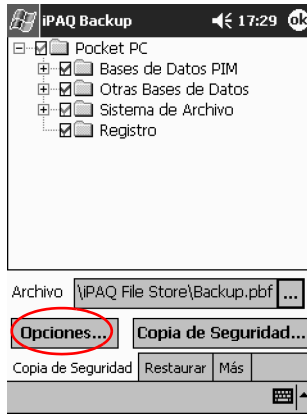 iPAQ Backup 17:29 ok
Pocket PC
Bases de Datos PIM
Otras Bases de Datos
Sistema de Archivo
Registro
Archivo \iPAQ File Store\Backup.pbf ...
Opciones... Copia de Seguridad...
Copia de Seguridad Restaurar Más